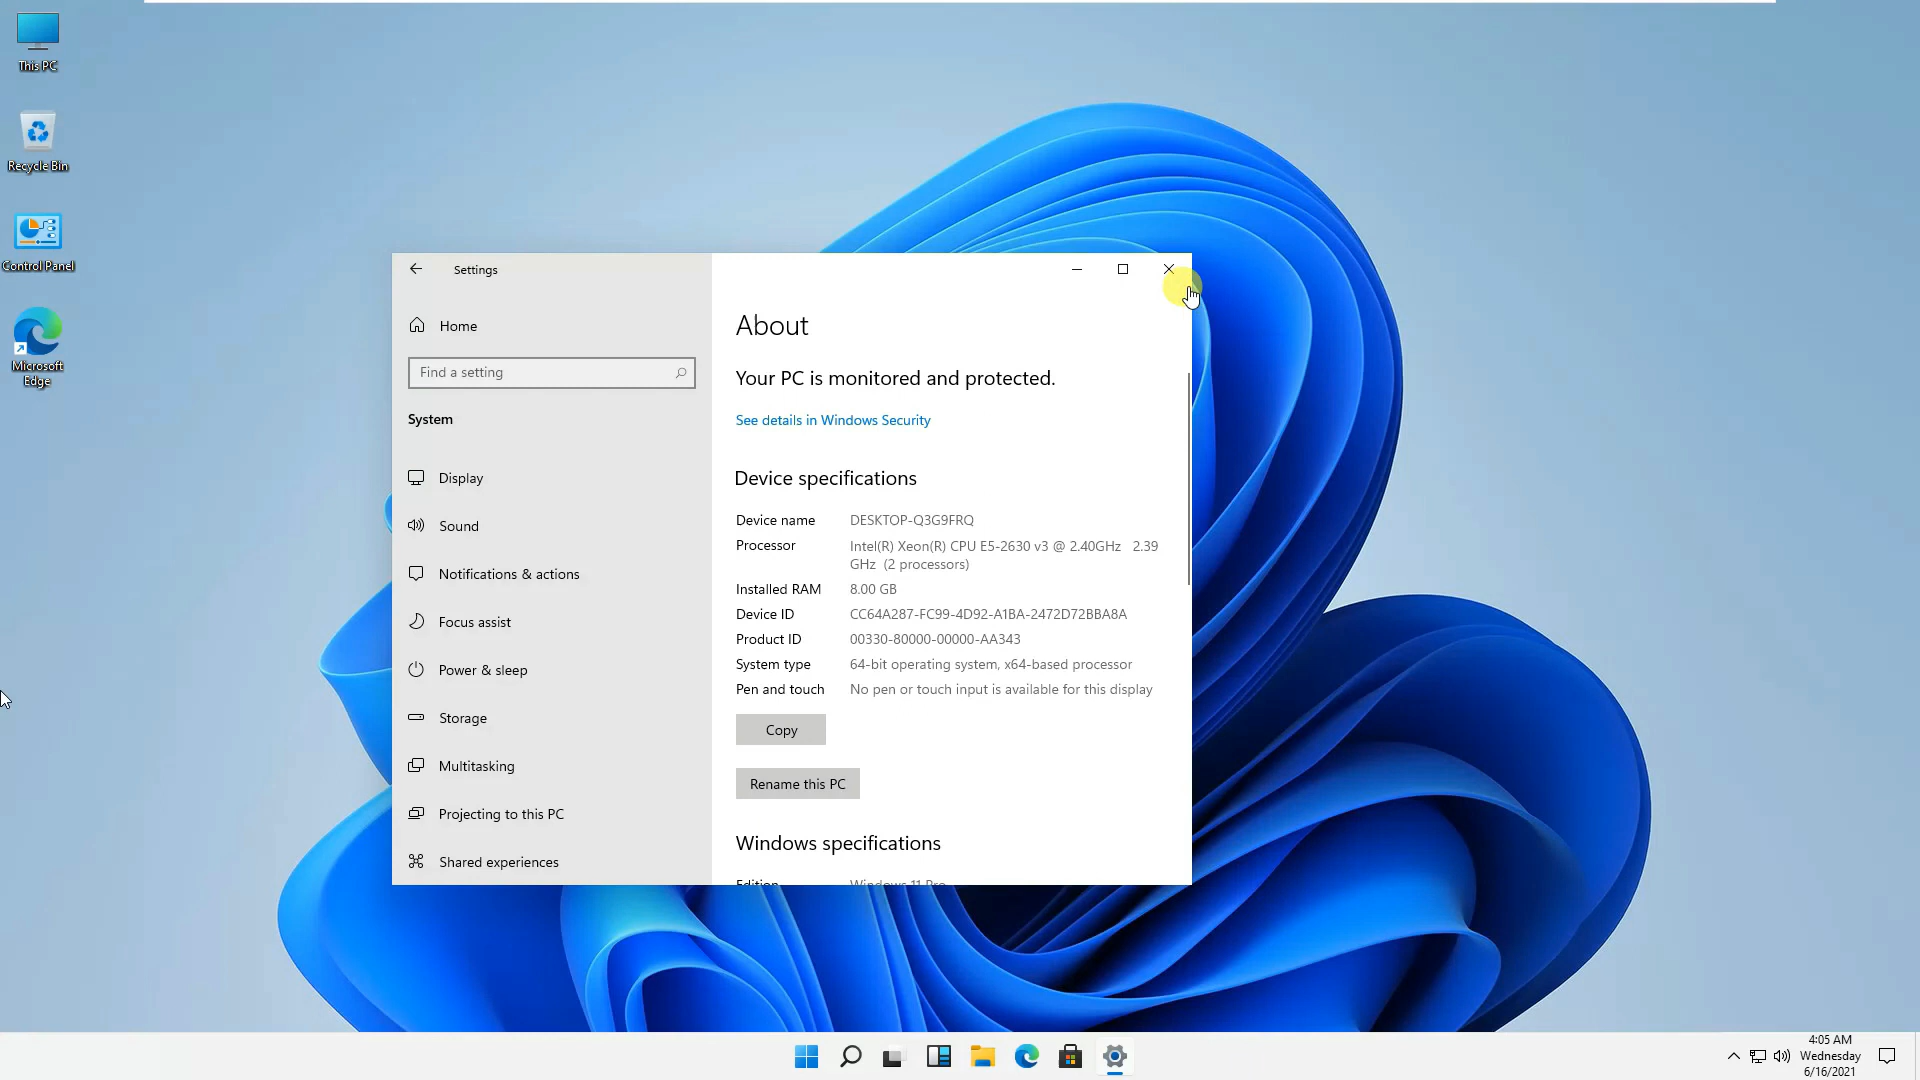 This PC
Recycle Bin
Control Panel
Microsoft
Edge
Settings
Home
Find a setting
System
Display
Sound
Notifications & actions
Focus assist
Power & sleep
Storage
Multitasking
Projecting to this PC
Shared experiences
About
Your PC is monitored and protected.
See details in Windows Security
Device specifications
Device name DESKTOP-Q3G9FRQ
Processor Intel(R) Xeon(R) CPU E5-2630 v3 @ 2.40GHz 2.39
GHz (2 processors)
Installed RAM 8.00 GB
Device ID CC64A287-FC99-4D92-A1BA-2472D72BBA8A
Product ID 00330-80000-00000-AA343
System type 64-bit operating system, x64-based processor
Pen and touch No pen or touch input is available for this display
Copy
Rename this PC
Windows specifications
Edition Windows 11 Pro
4:05 AM
Wednesday
6/16/2021